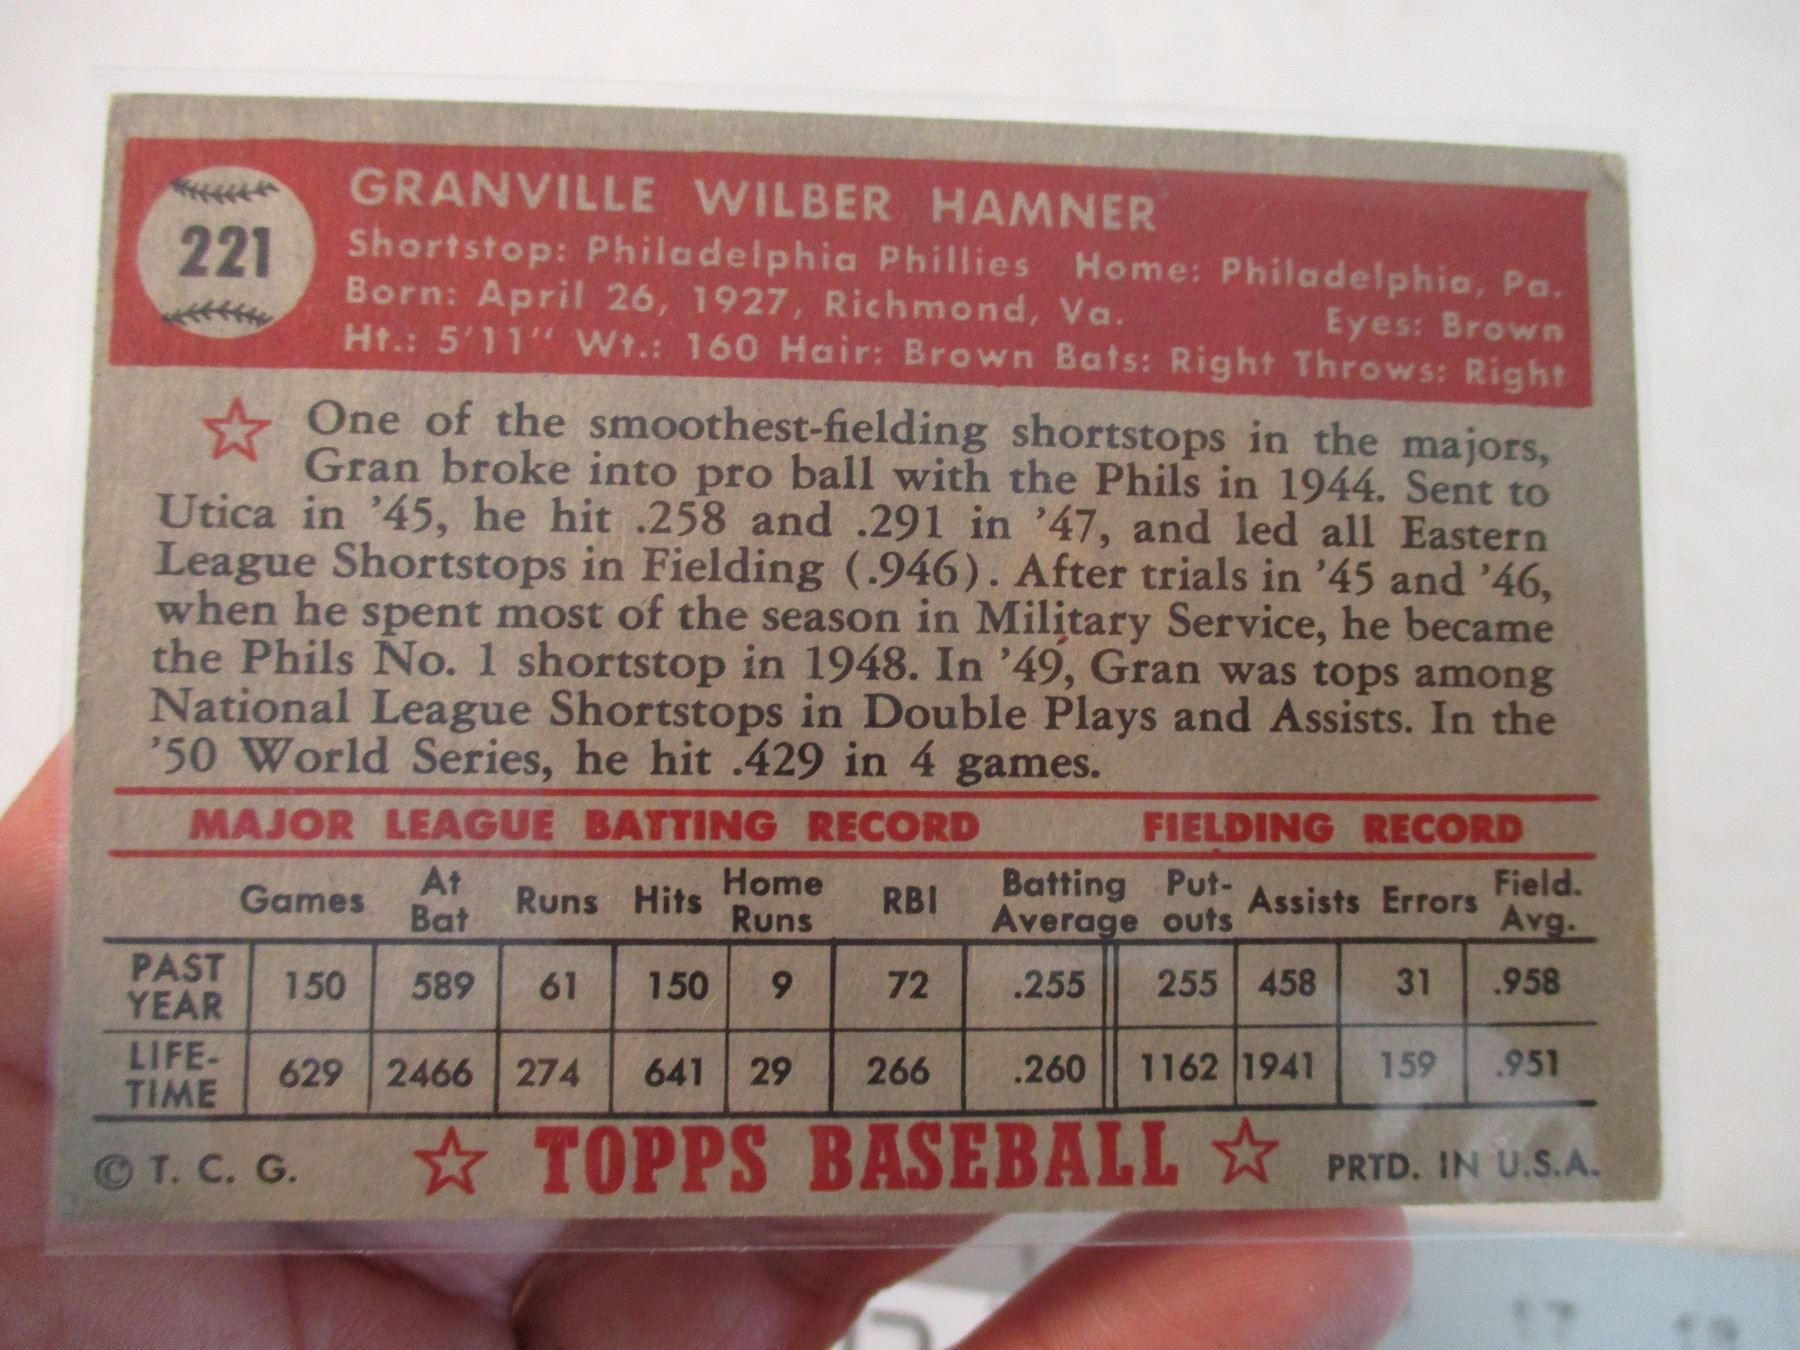 221
GRANVILLE WILBER HAMNER
Shortstop: Philadelphia Phillies Home: Philadelphia, Pa.
Born: April 26, 1927, Richmond, Va. Eyes: Brown
Ht.: 5'11" Wt.: 160 Hair: Brown Bats: Right Throws: Right
One of the smoothest-fielding shortstops in the majors,
Gran broke into pro ball with the Phils in 1944. Sent to
Utica in '45, he hit .258 and .291 in '47, and led all Eastern
League Shortstops in Fielding (.946). After trials in '45 and '46,
when he spent most of the season in Military Service, he became
the Phils No. 1 shortstop in 1948. In '49, Gran was tops among
National League Shortstops in Double Plays and Assists. In the
'50 World Series, he hit .429 in 4 games.
MAJOR LEAGUE BATTING RECORD FIELDING RECORD
Games At Bat Runs Hits Home Runs RBI Batting Average Put-outs Assists Errors Field. Avg.
PAST YEAR 150 589 61 150 9 72 .255 255 458 31 .958
LIFE-TIME 629 2466 274 641 29 266 .260 1162 1941 159 .951
© T. C. G. TOPPS BASEBALL PRTD. IN U.S.A.